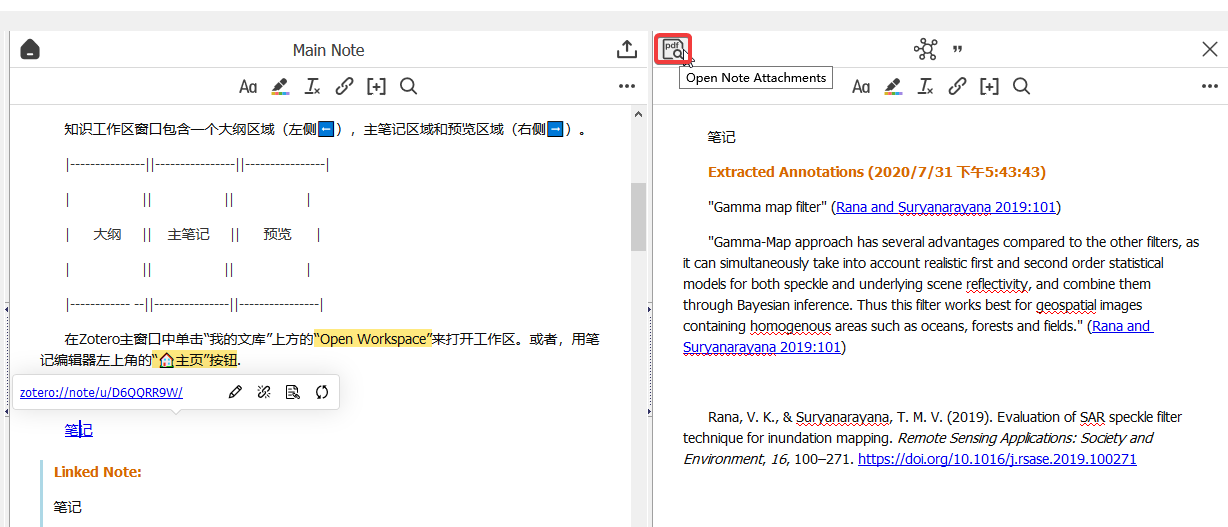 Main Note
Aa
知识工作区窗口包含一个大纲区域（左侧⬅），主笔记区域和预览区域（右侧➡）。
|--------------||---------------||---------------|
| || || |
| 大纲 || 主笔记 || 预览 |
| || || |
|------------ --||--------------||---------------|
在Zotero主窗口中单击“我的文库”上方的“Open Workspace”来打开工作区。或者，用笔
记编辑器左上角的“🏠主页”按钮.
zotero://note/u/D6QQRR9W/
笔记
Linked Note:
笔记
pdf
Open Note Attachments
Aa
笔记
Extracted Annotations (2020/7/31 下午5:43:43)
"Gamma map filter" (Rana and Suryanarayana 2019:101)
"Gamma-Map approach has several advantages compared to the other filters, as
it can simultaneously take into account realistic first and second order statistical
models for both speckle and underlying scene reflectivity, and combine them
through Bayesian inference. Thus this filter works best for geospatial images
containing homogenous areas such as oceans, forests and fields." (Rana and
Suryanarayana 2019:101)
Rana, V. K., & Suryanarayana, T. M. V. (2019). Evaluation of SAR speckle filter
technique for inundation mapping. Remote Sensing Applications: Society and
Environment, 16, 100–271. https://doi.org/10.1016/j.rsase.2019.100271